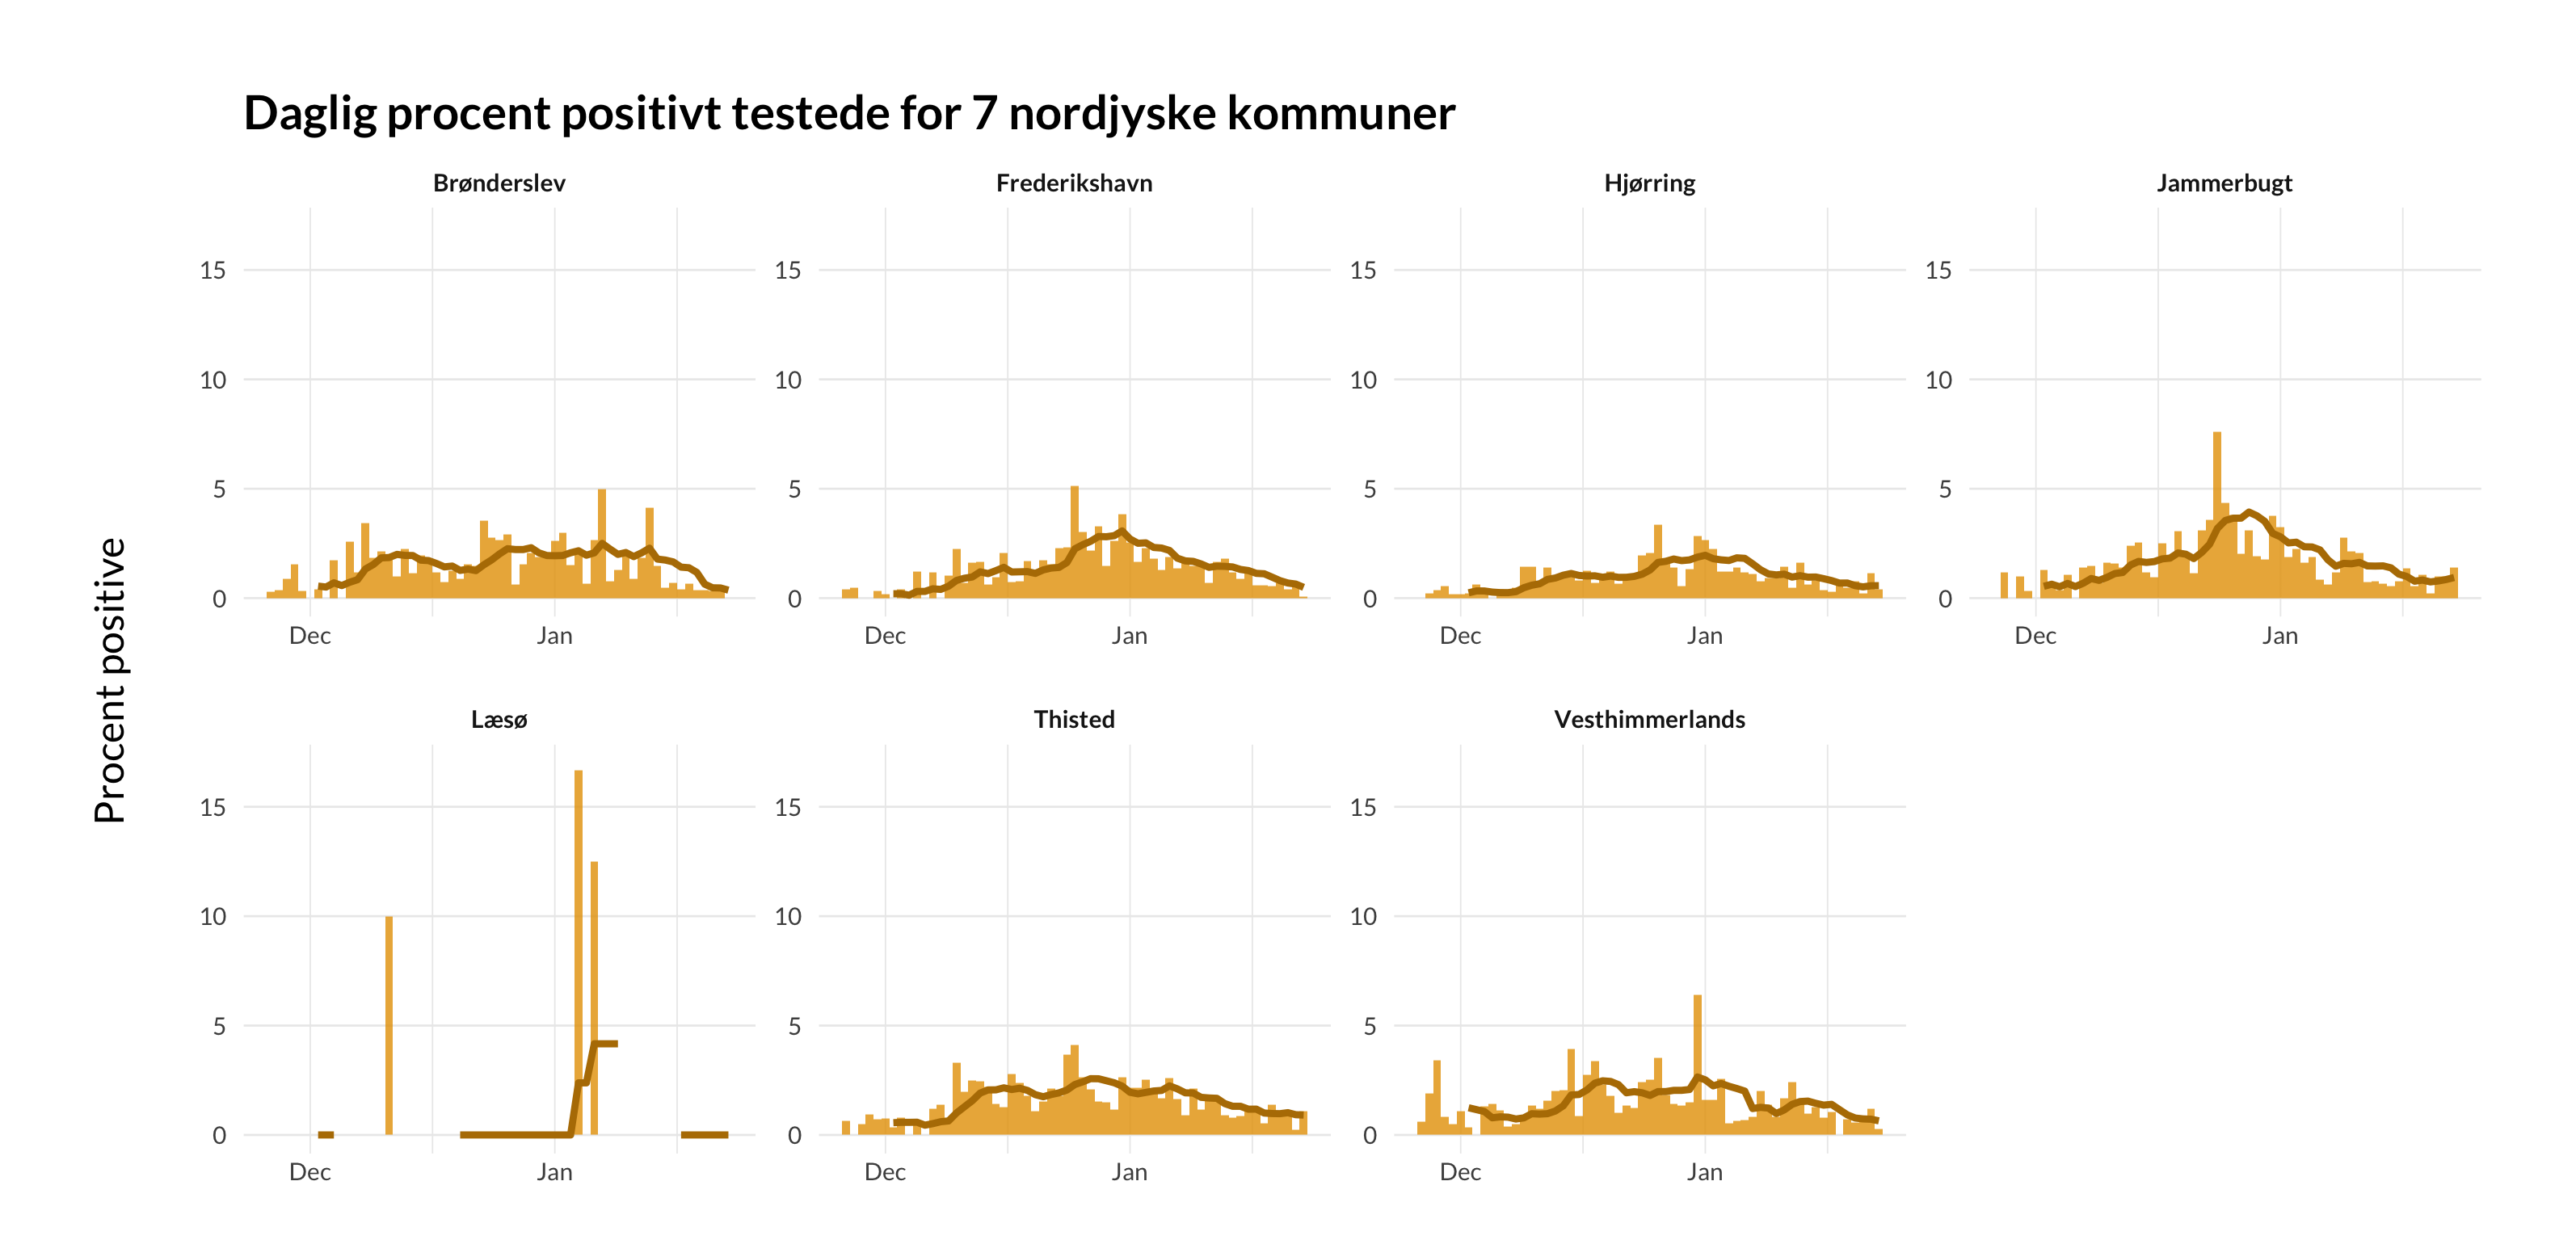 Daglig procent positivt testede for 7 nordjyske kommuner
Procent positive
Brønderslev
15
10
5
0
Dec Jan
Frederikshavn
15
10
5
0
Dec Jan
Hjørring
15
10
5
0
Dec Jan
Jammerbugt
15
10
5
0
Dec Jan
Læsø
15
10
5
0
Dec Jan
Thisted
15
10
5
0
Dec Jan
Vesthimmerlands
15
10
5
0
Dec Jan